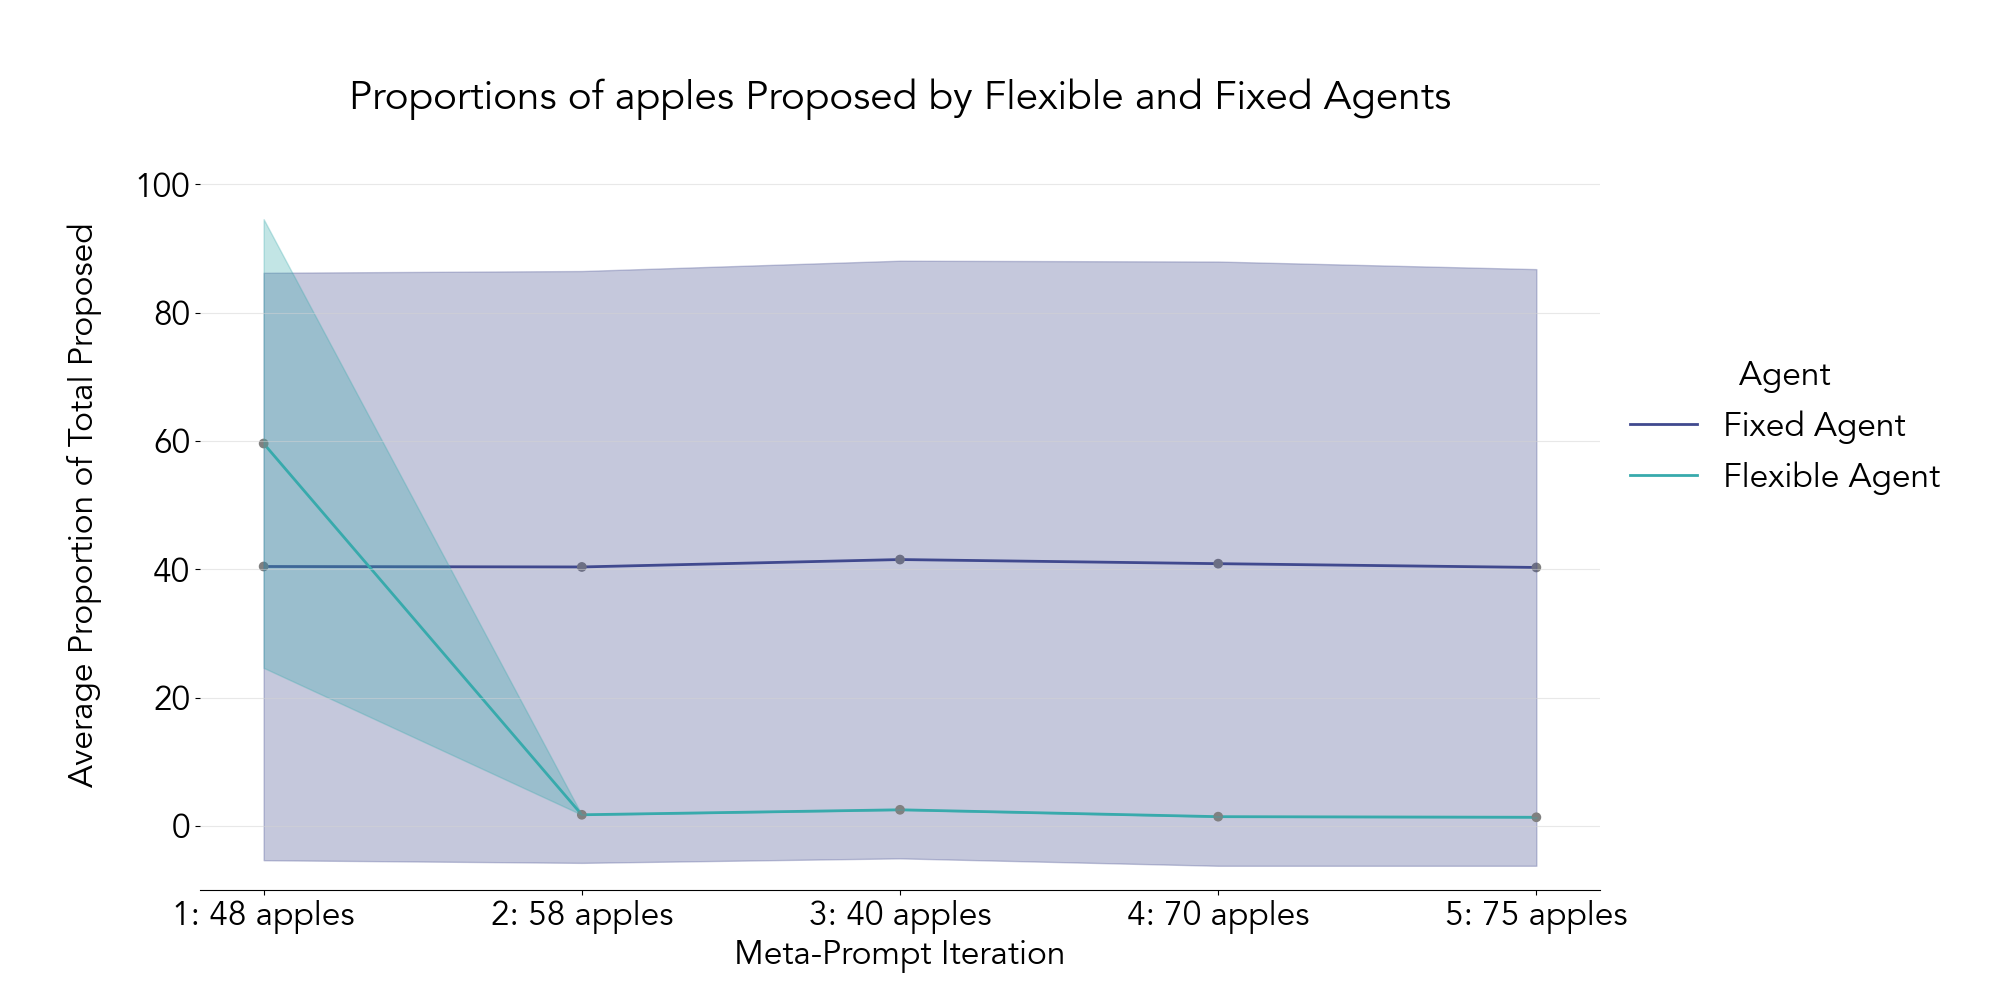 Proportions of apples Proposed by Flexible and Fixed Agents
Average Proportion of Total Proposed
100
80
60
40
20
0
1: 48 apples
2: 58 apples
3: 40 apples
4: 70 apples
5: 75 apples
Meta-Prompt Iteration
Agent
Fixed Agent
Flexible Agent